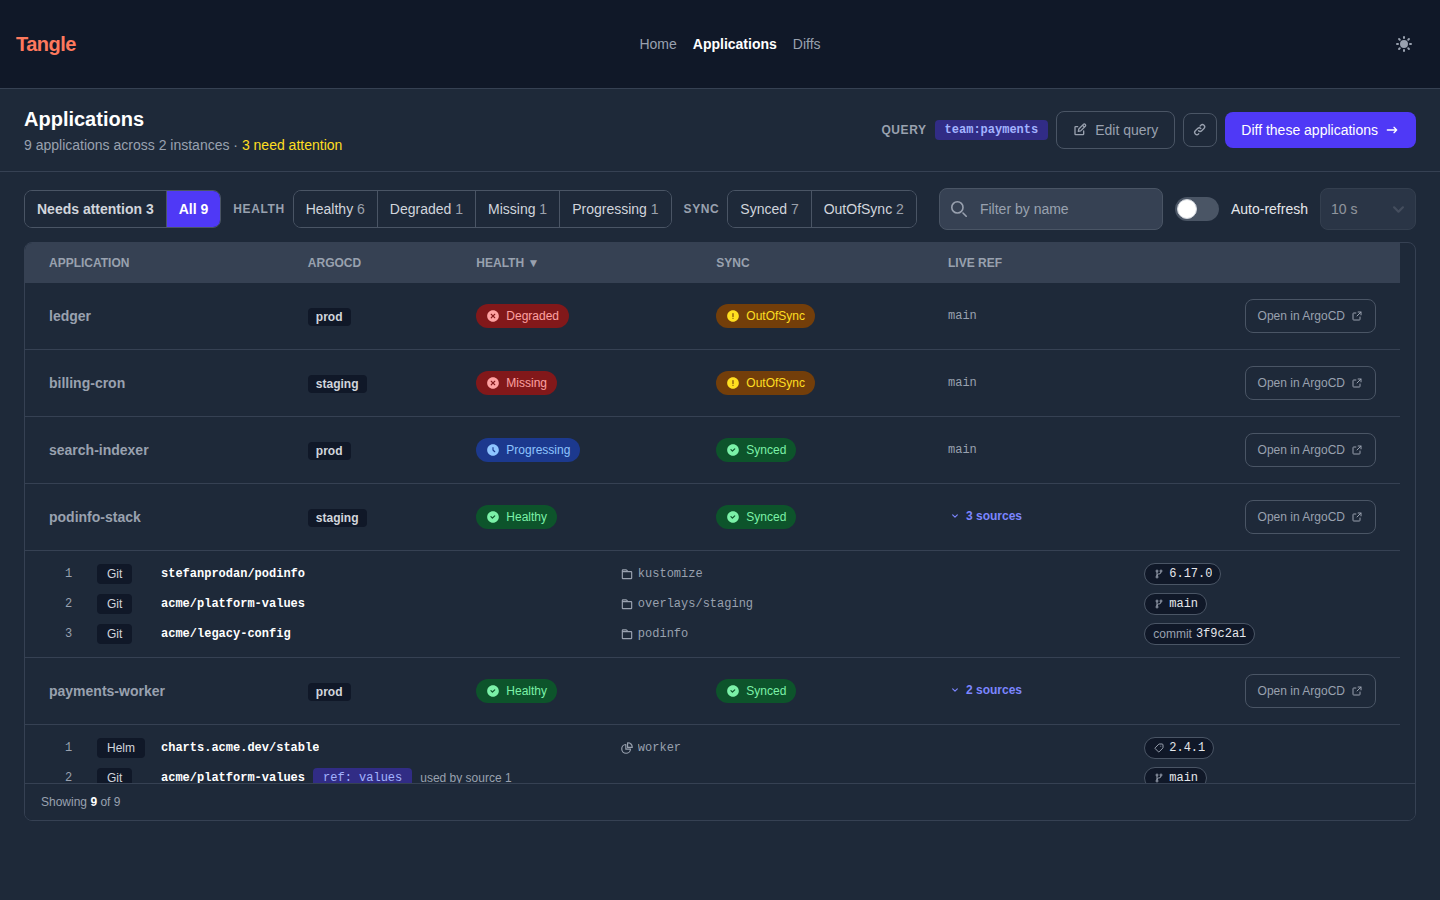 Tangle
Home Applications Diffs
Applications
9 applications across 2 instances · 3 need attention
QUERY team:payments Edit query Diff these applications →
Needs attention 3 All 9 HEALTH Healthy 6 Degraded 1 Missing 1 Progressing 1 SYNC Synced 7 OutOfSync 2 Filter by name Auto-refresh 10 s
APPLICATION ARGOCD HEALTH ▼ SYNC LIVE REF
ledger prod Degraded OutOfSync main Open in ArgoCD
billing-cron staging Missing OutOfSync main Open in ArgoCD
search-indexer prod Progressing Synced main Open in ArgoCD
podinfo-stack staging Healthy Synced 3 sources Open in ArgoCD
1 Git stefanprodan/podinfo kustomize 6.17.0
2 Git acme/platform-values overlays/staging main
3 Git acme/legacy-config podinfo commit 3f9c2a1
payments-worker prod Healthy Synced 2 sources Open in ArgoCD
1 Helm charts.acme.dev/stable worker 2.4.1
2 Git acme/platform-values ref: values used by source 1 main
Showing 9 of 9